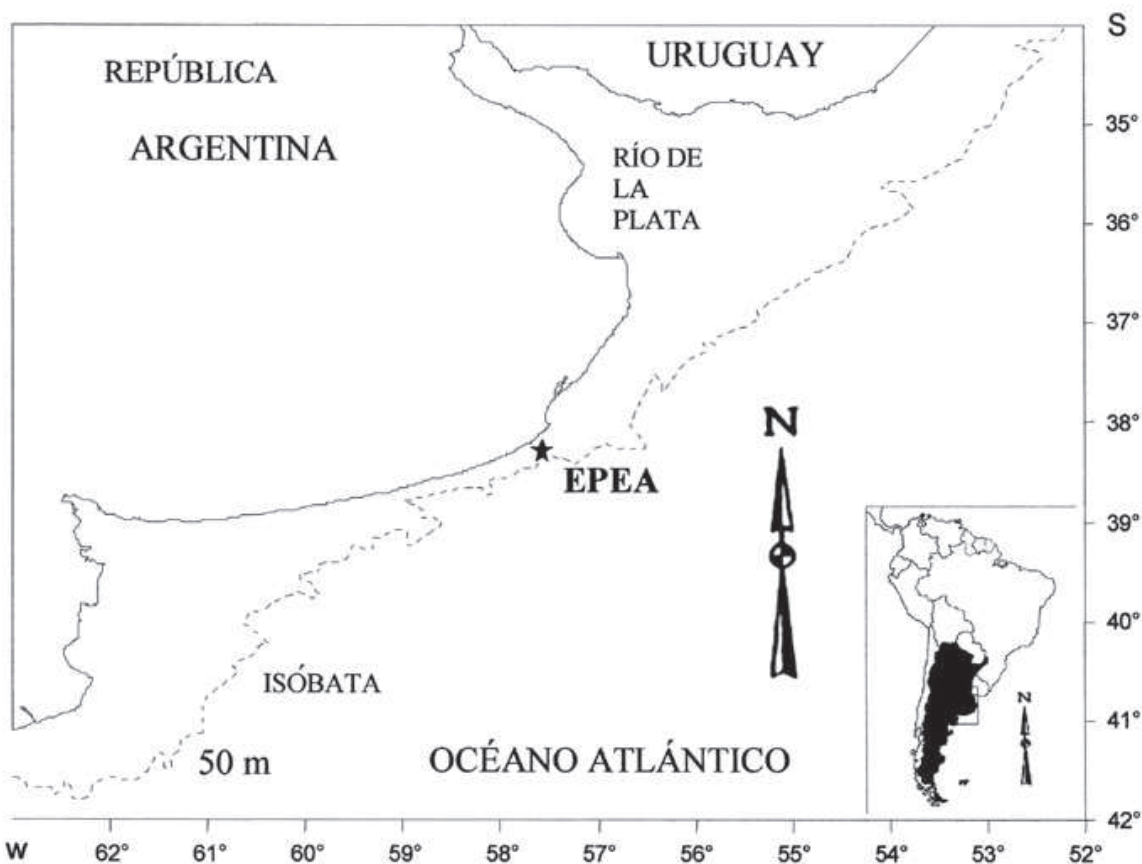 S
REPÚBLICA
ARGENTINA
URUGUAY
RÍO DE
LA
PLATA
35°
36°
37°
38°
39°
40°
41°
42°
N
EPEA
ISÓBATA
50 m
OCÉANO ATLÁNTICO
N
W 62° 61° 60° 59° 58° 57° 56° 55° 54° 53° 52°